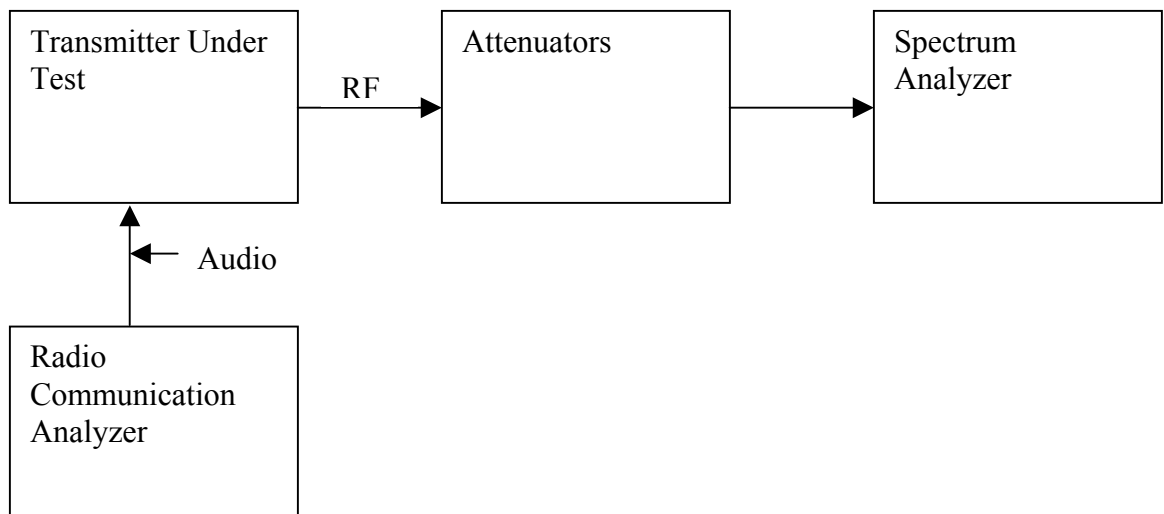 Transmitter Under
Test
RF
Attenuators
Spectrum
Analyzer
Audio
Radio
Communication
Analyzer